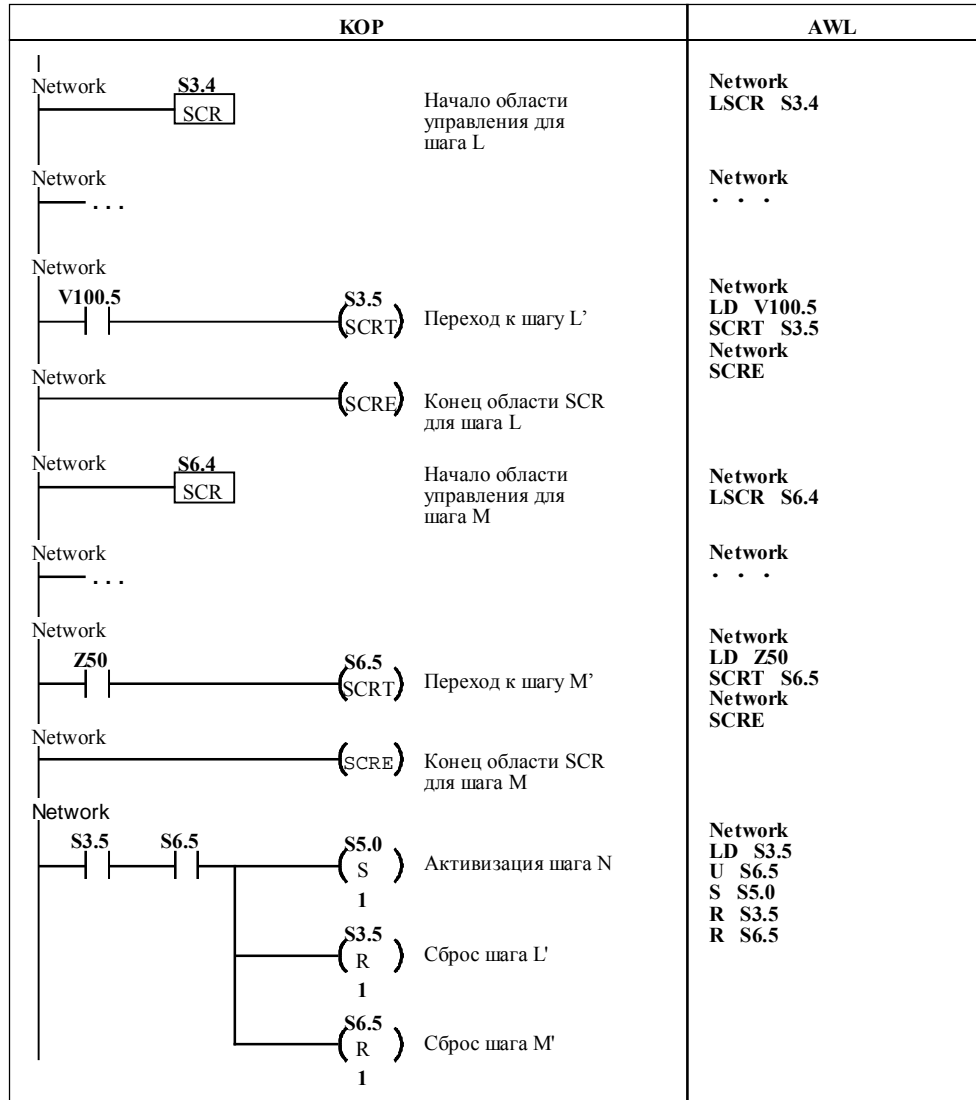 KOP
AWL
Network
S3.4
SCR
Начало области
управления для
шага L
Network
LSCR S3.4
Network
...
Network
. . .
Network
V100.5
S3.5
SCRT
Переход к шагу L’
Network
LD V100.5
SCRT S3.5
Network
SCRE
Network
SCRE
Конец области SCR
для шага L
Network
S6.4
SCR
Начало области
управления для
шага M
Network
LSCR S6.4
Network
...
Network
. . .
Network
Z50
S6.5
SCRT
Переход к шагу M’
Network
LD Z50
SCRT S6.5
Network
SCRE
Network
SCRE
Конец области SCR
для шага M
Network
S3.5
S6.5
S5.0
S
1
Активизация шага N
S3.5
R
1
Сброс шага L'
S6.5
R
1
Сброс шага M'
Network
LD S3.5
U S6.5
S S5.0
R S3.5
R S6.5